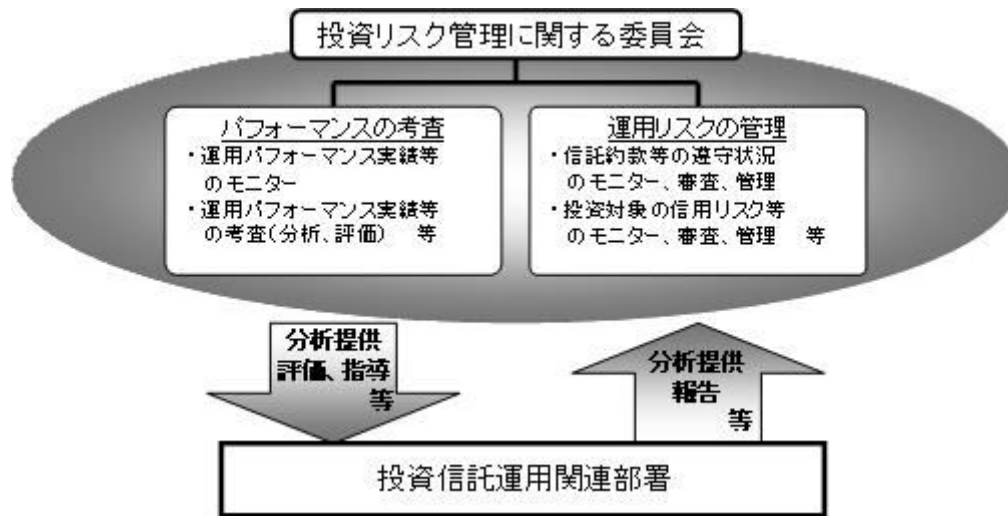 投資リスク管理に関する委員会
パフォーマンスの考査
・運用パフォーマンス実績等
のモニター
・運用パフォーマンス実績等
の考査(分析、評価) 等
運用リスクの管理
・信託約款等の遵守状況
のモニター、審査、管理
・投資対象の信用リスク等
のモニター、審査、管理 等
分析提供
評価、指導
等
分析提供
報告
等
投資信託運用関連部署